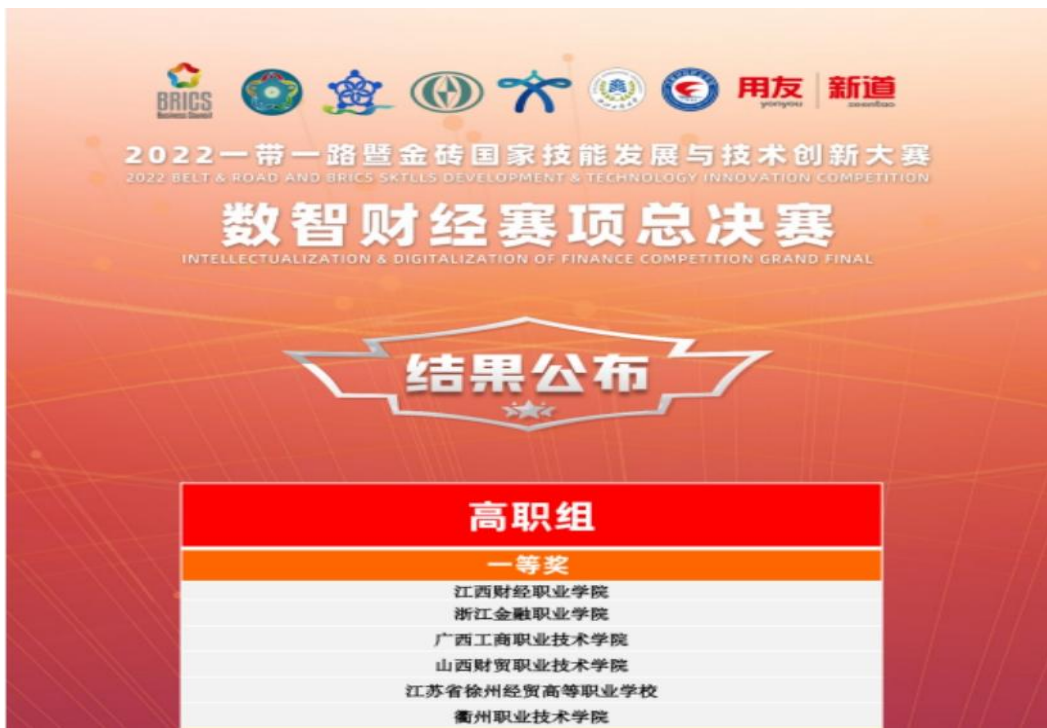 BRICS
Business Council
用友
yonyou
新道
seentao
2022一带一路暨金砖国家技能发展与技术创新大赛
2022 BELT & ROAD AND BRICS SKTLLS DEVELOPMENT & TECHNOLOGY INNOVATION COMPETITION
数智财经赛项总决赛
INTELLECTUALIZATION & DIGITALIZATION OF FINANCE COMPETITION GRAND FINAL
结果公布
高职组
一等奖
江西财经职业学院
浙江金融职业学院
广西工商职业技术学院
山西财贸职业技术学院
江苏省徐州经贸高等职业学校
衢州职业技术学院